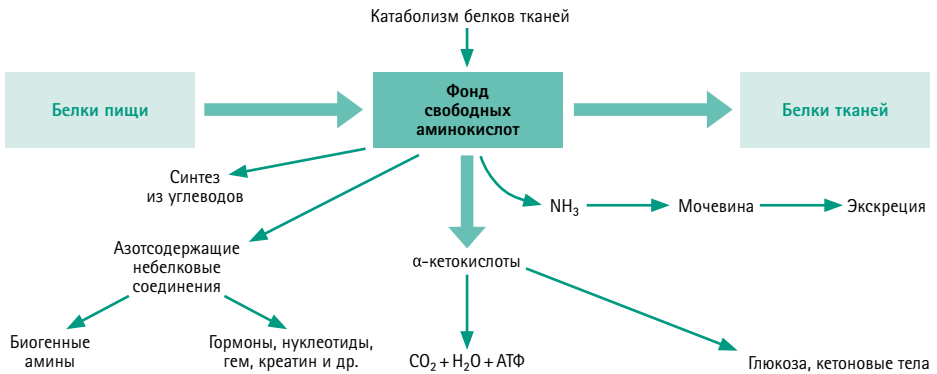 Катаболизм белков тканей
Белки пищи
Фонд
свободных
аминокислот
Белки тканей
Синтез
из углеводов
NH₃
Мочевина
Экскреция
Азотсодержащие
небелковые
соединения
α-кетокислоты
Биогенные
амины
Гормоны, нуклеотиды,
гем, креатин и др.
CO₂ + H₂O + АТФ
Глюкоза, кетоновые тела